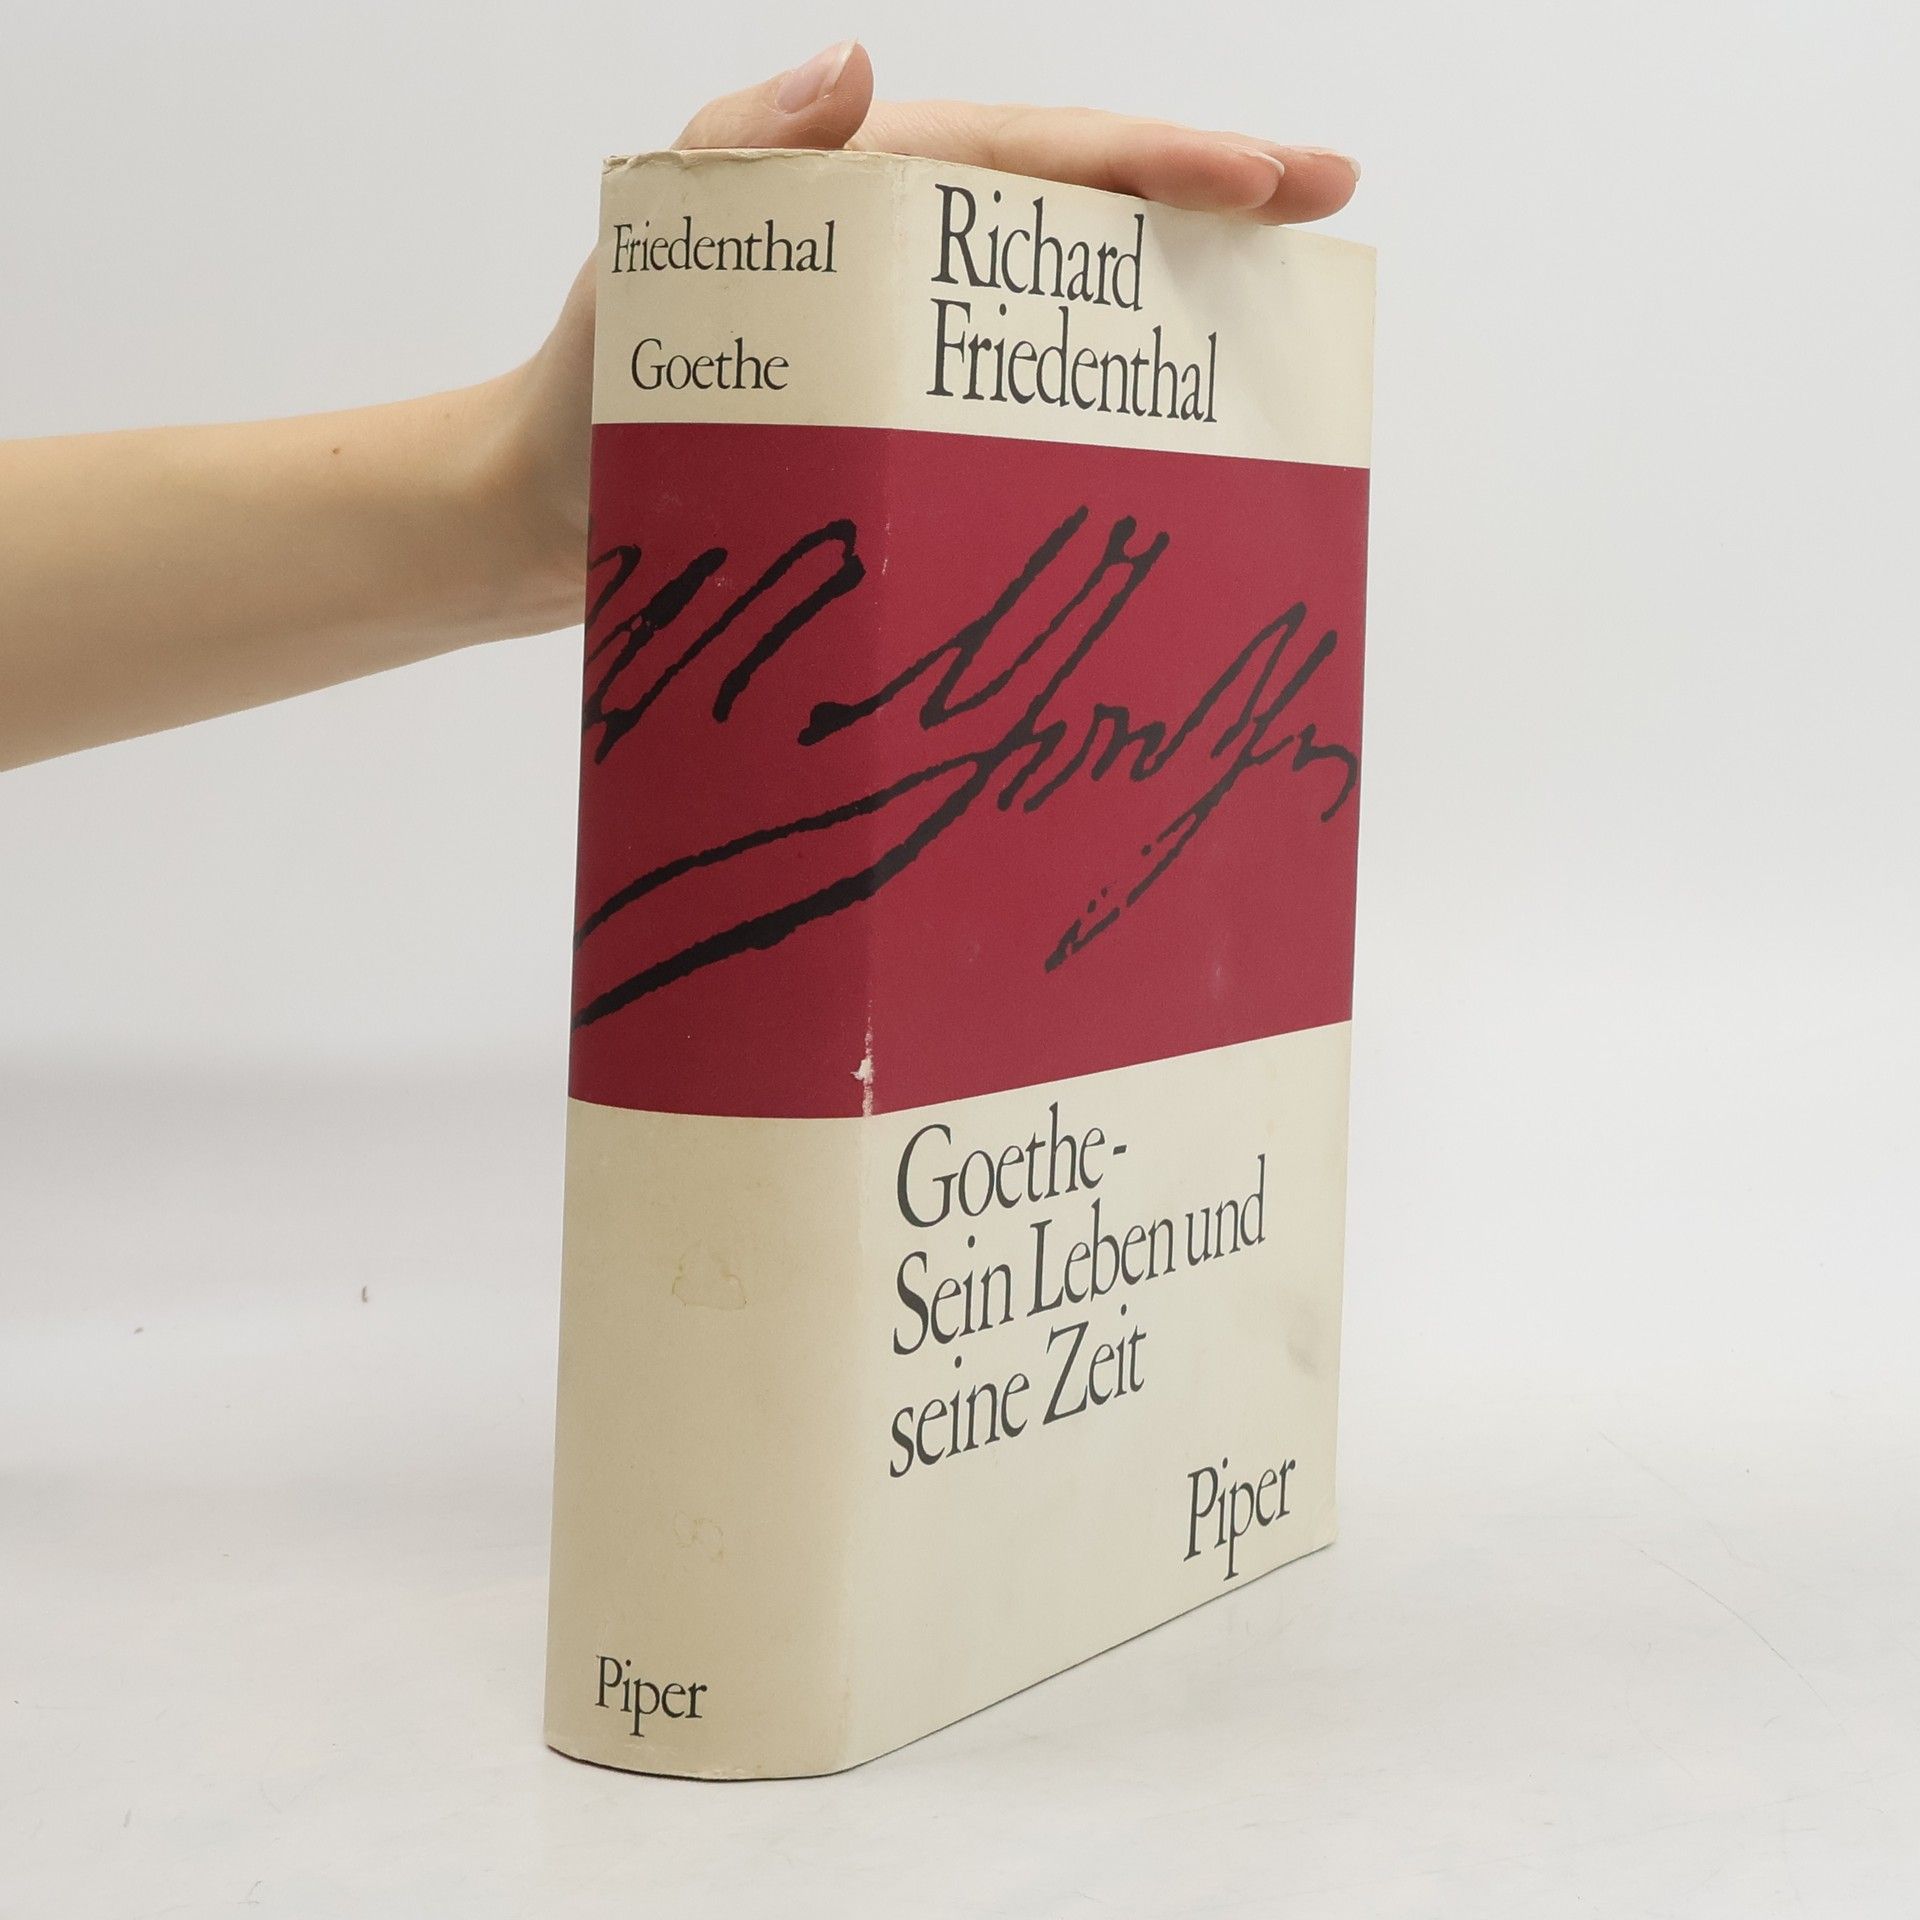 Friedenthal
Goethe
Piper
Richard
Friedenthal
Goethe-
Sein Leben und
seine Zeit
Piper